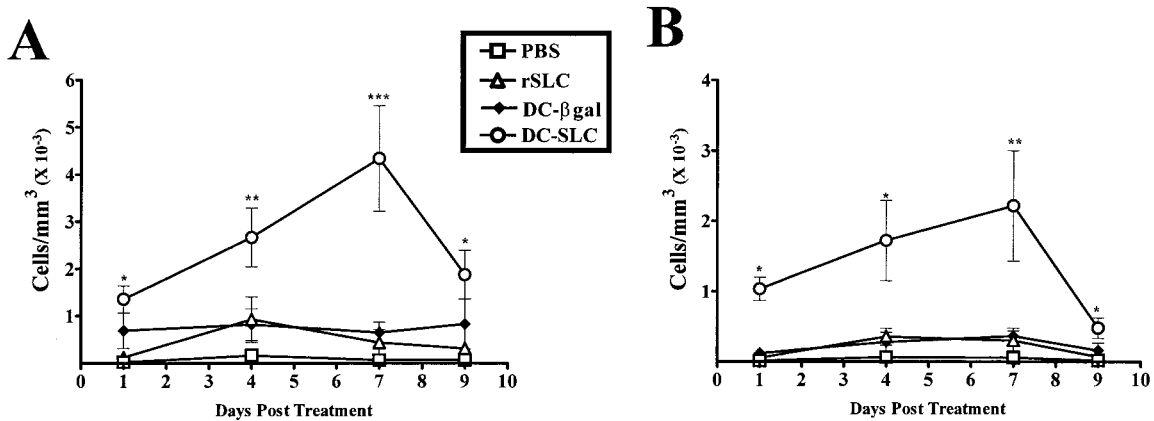 A
B
PBS
rSLC
DC-βgal
DC-SLC
Cells/mm³ (X 10⁻³)
6
5
4
3
2
1
*
**
***
*
0 1 2 3 4 5 6 7 8 9 10
Days Post Treatment
Cells/mm³ (X 10⁻³)
4
3
2
1
*
*
**
*
0 1 2 3 4 5 6 7 8 9 10
Days Post Treatment